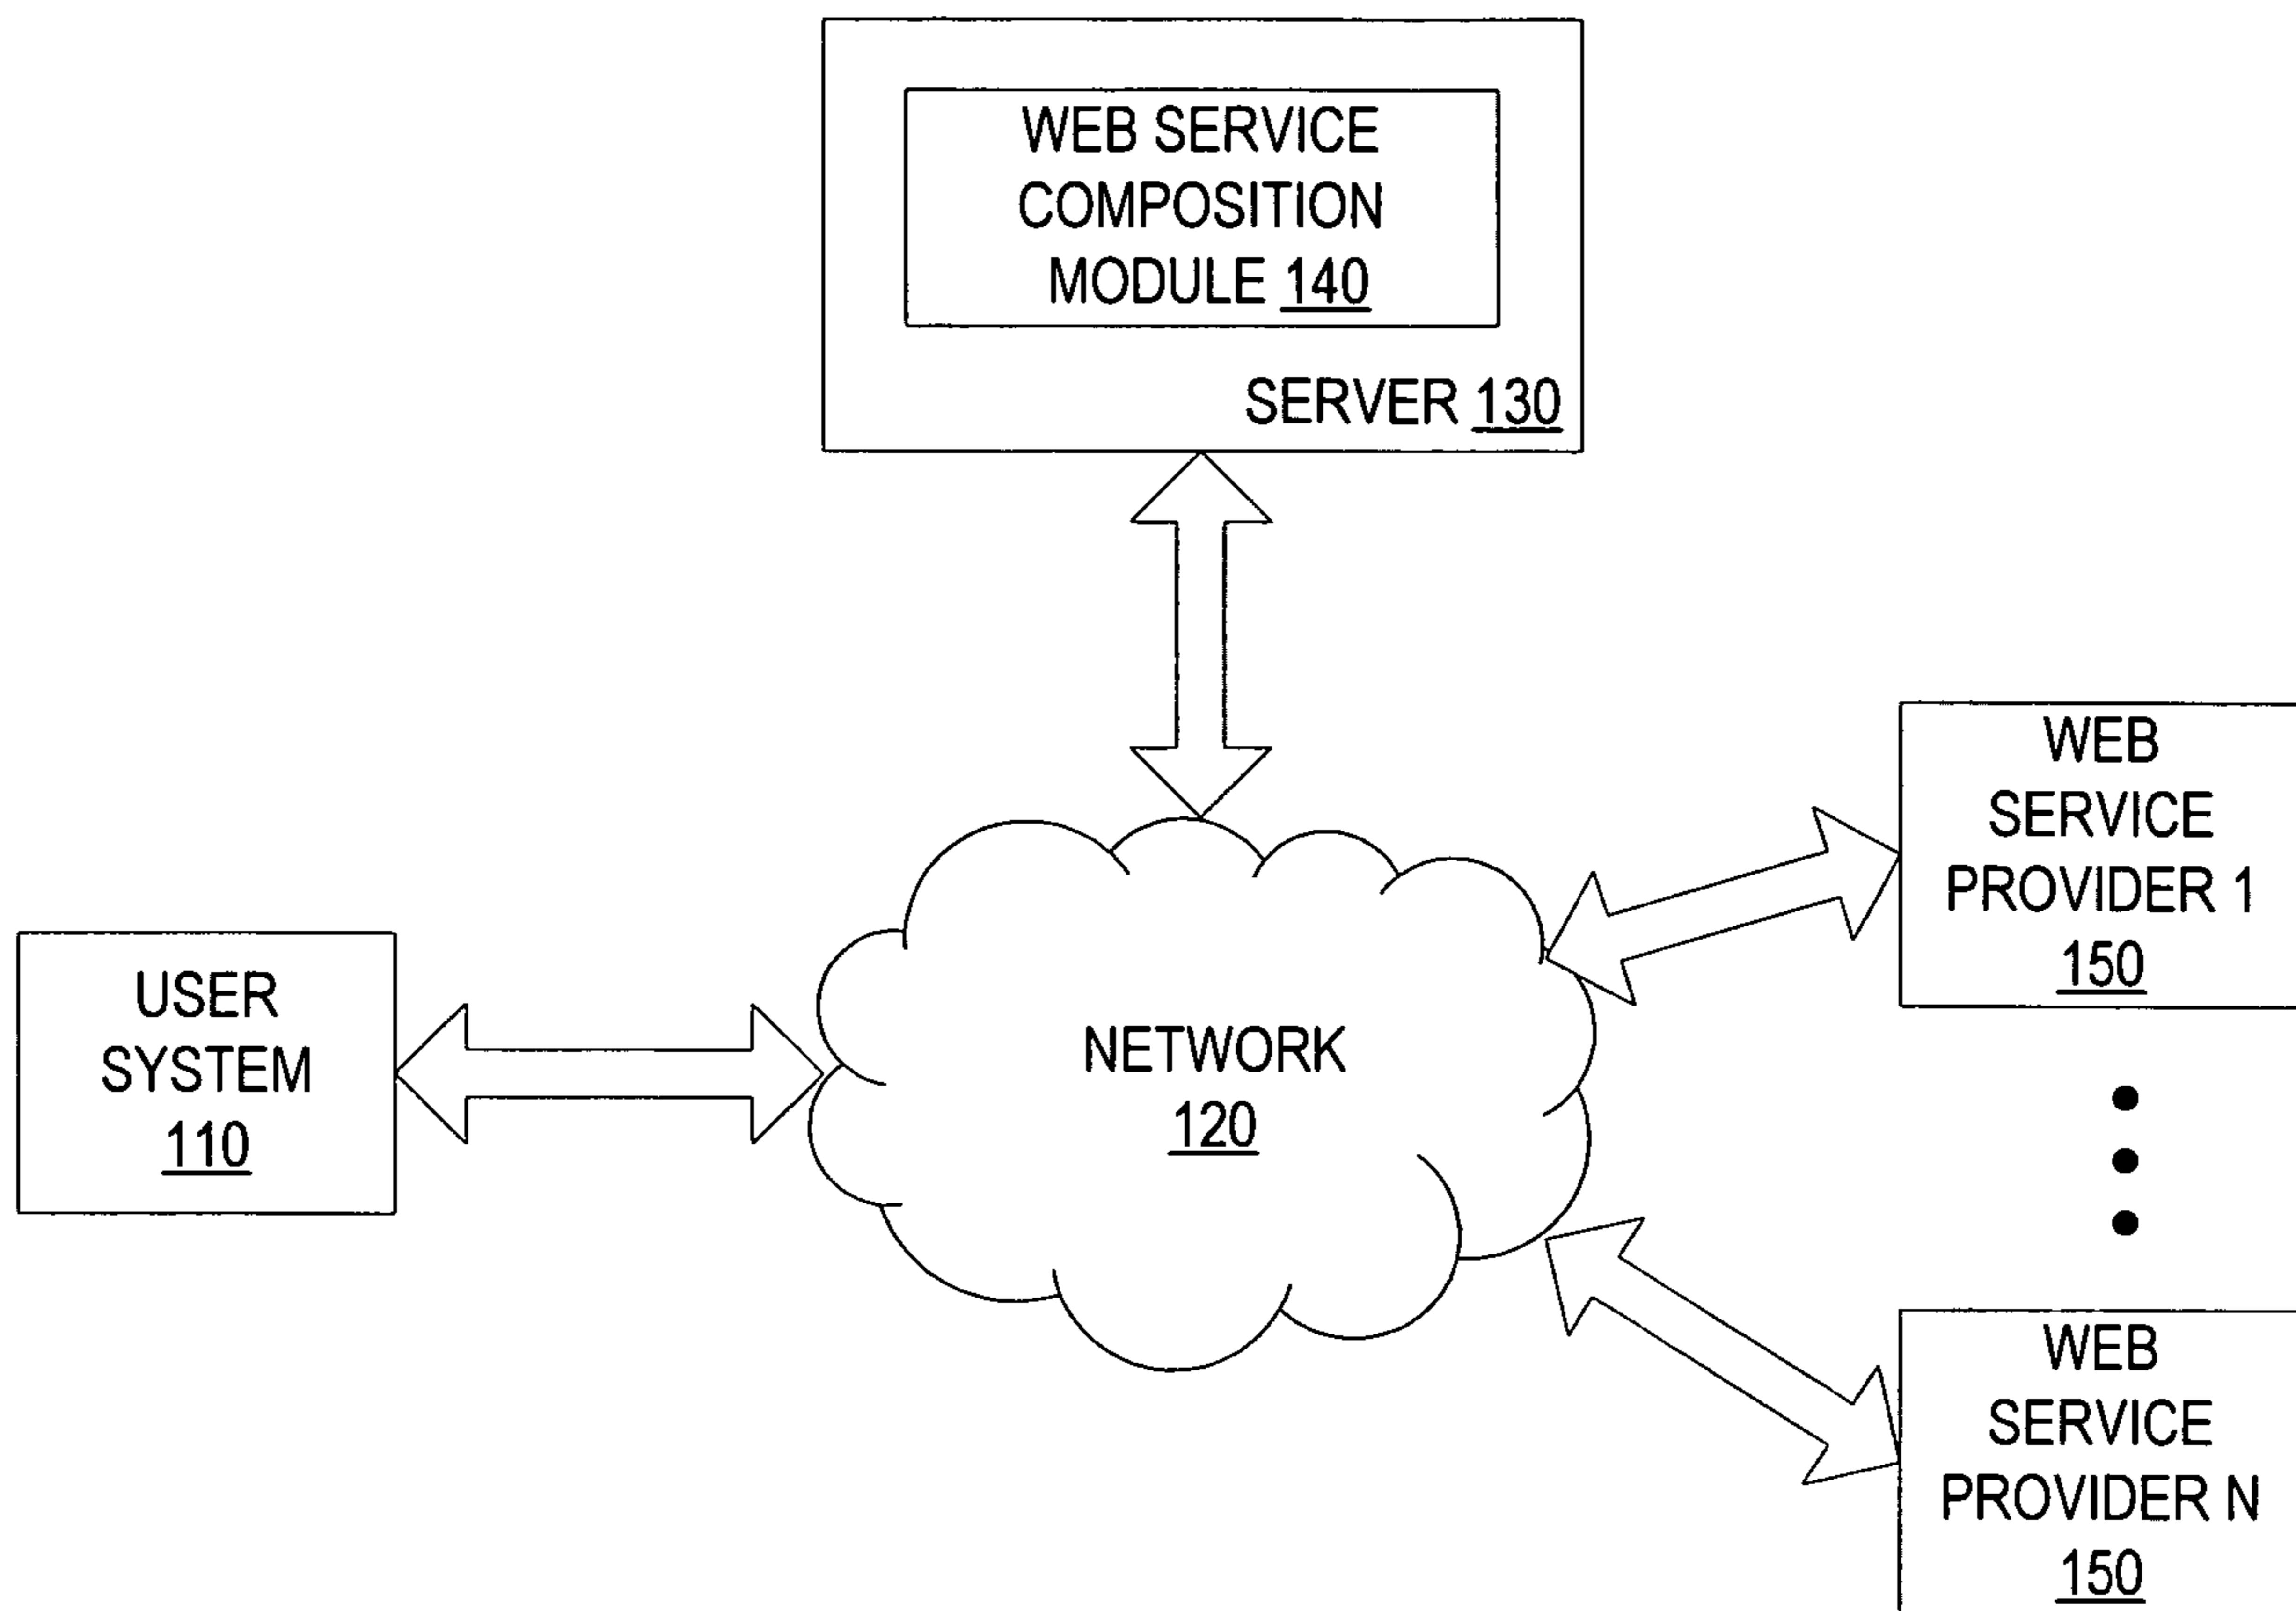 WEB SERVICE
COMPOSITION
MODULE 140
SERVER 130
WEB
SERVICE
PROVIDER 1
150
USER
SYSTEM
110
NETWORK
120
WEB
SERVICE
PROVIDER N
150